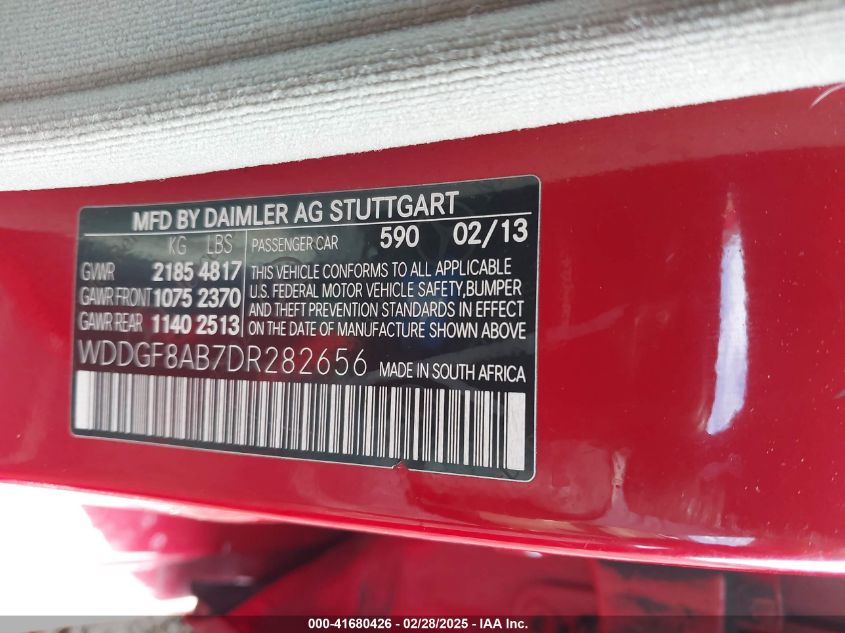 MFD BY DAIMLER AG STUTTGART
KG LBS
GVWR 2185 4817
GAWR FRONT 1075 2370
GAWR REAR 1140 2513
PASSENGER CAR 590 02/13
THIS VEHICLE CONFORMS TO ALL APPLICABLE
U.S. FEDERAL MOTOR VEHICLE SAFETY,BUMPER
AND THEFT PREVENTION STANDARDS IN EFFECT
ON THE DATE OF MANUFACTURE SHOWN ABOVE
WDDGF8AB7DR282656 MADE IN SOUTH AFRICA
000-41680426 - 02/28/2025 - IAA Inc.